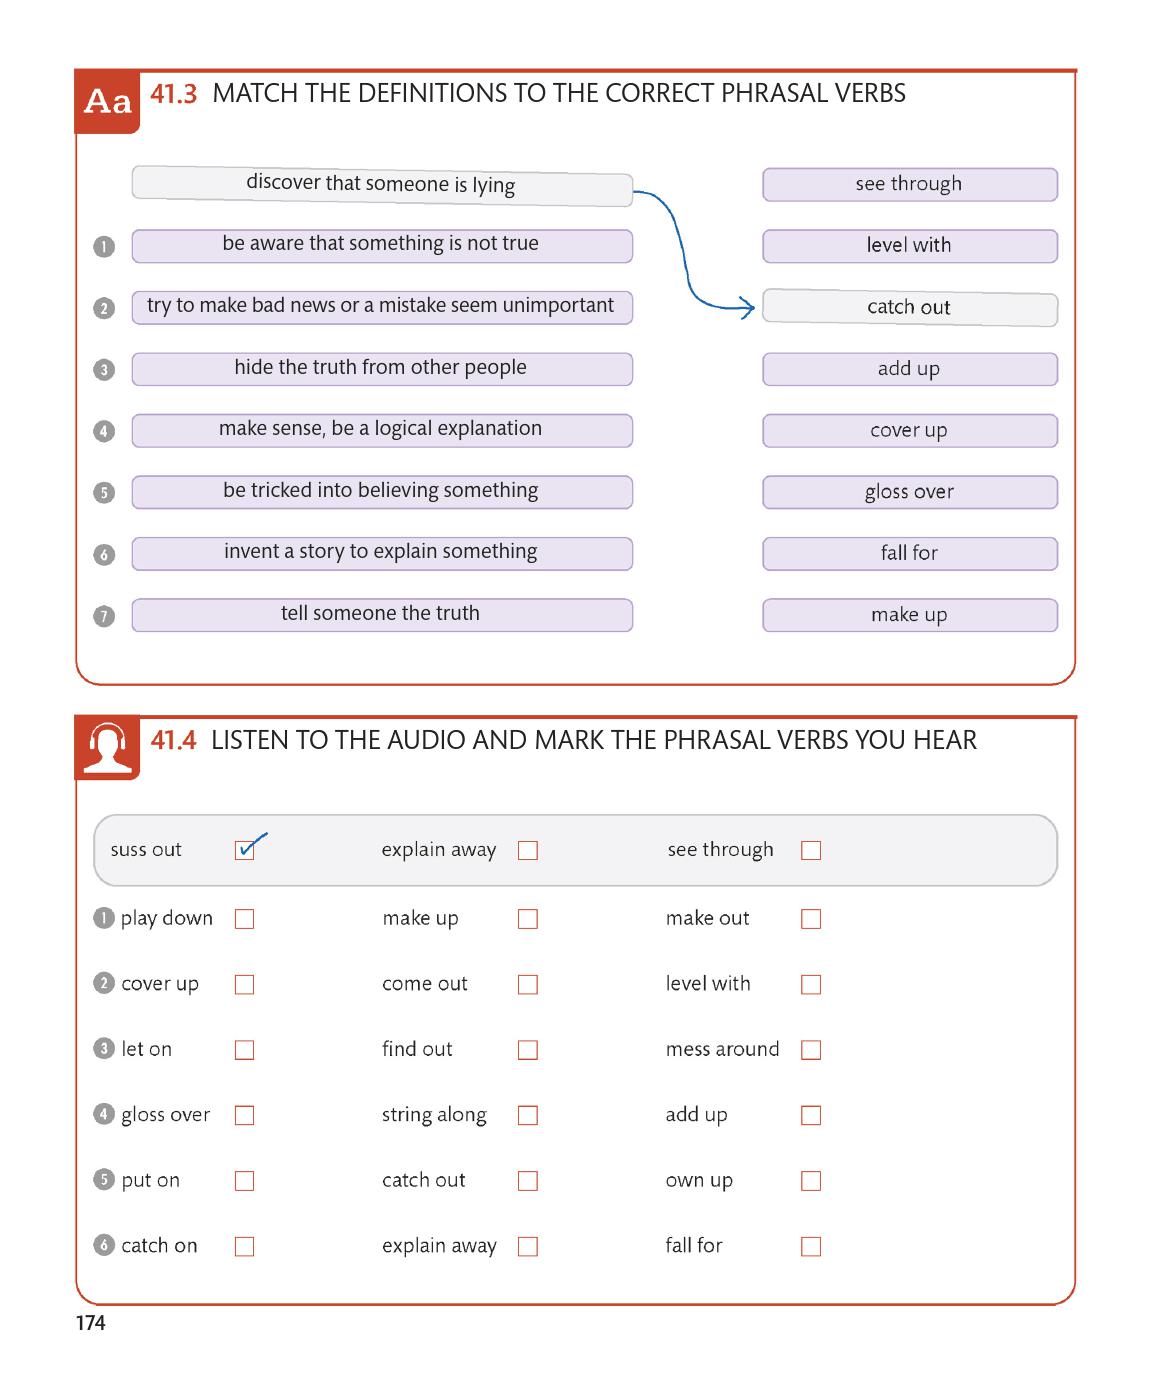 Aa 41.3 MATCH THE DEFINITIONS TO THE CORRECT PHRASAL VERBS
discover that someone is lying see through
1 be aware that something is not true level with
2 try to make bad news or a mistake seem unimportant catch out
3 hide the truth from other people add up
4 make sense, be a logical explanation cover up
5 be tricked into believing something gloss over
6 invent a story to explain something fall for
7 tell someone the truth make up
41.4 LISTEN TO THE AUDIO AND MARK THE PHRASAL VERBS YOU HEAR
suss out explain away see through
1 play down make up make out
2 cover up come out level with
3 let on find out mess around
4 gloss over string along add up
5 put on catch out own up
6 catch on explain away fall for
174